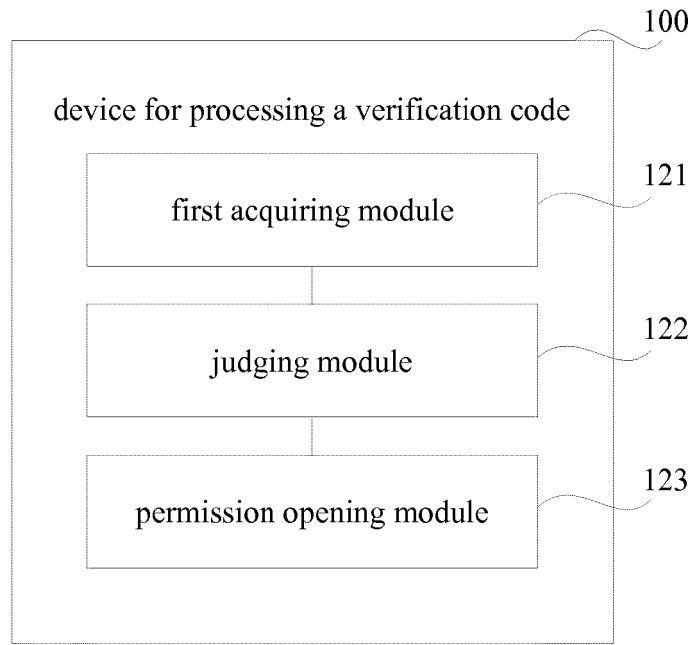 100
device for processing a verification code
121
first acquiring module
122
judging module
123
permission opening module